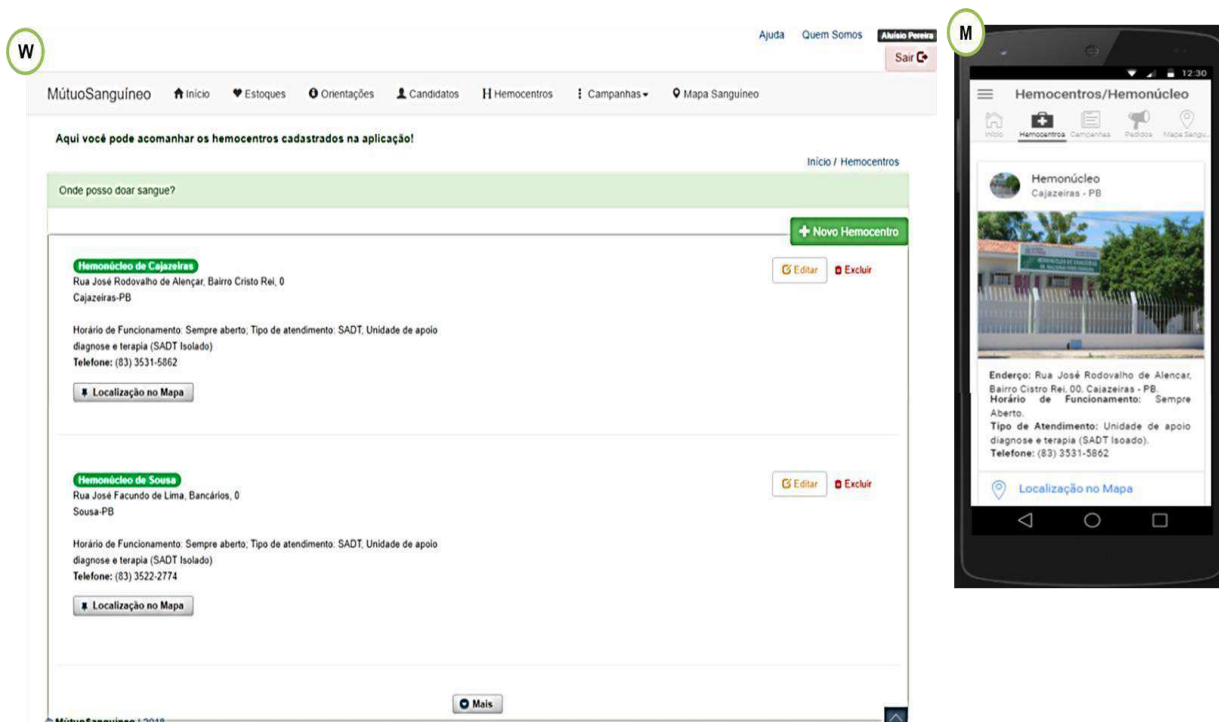 W
Ajuda Quem Somos Aluísio Pereira
Sair
MútuoSanguíneo Início Estoques Orientações Candidatos Hemocentros Campanhas Mapa Sanguíneo
Aqui você pode acomanhar os hemocentros cadastrados na aplicação!
Início / Hemocentros
Onde posso doar sangue?
Novo Hemocentro
Hemonúcleo de Cajazeiras
Editar Excluir
Rua José Rodovalho de Alençar, Bairro Cristo Rei, 0
Cajazeiras-PB
Horário de Funcionamento: Sempre aberto; Tipo de atendimento: SADT, Unidade de apoio
diagnose e terapia (SADT Isolado)
Telefone: (83) 3531-5862
Localização no Mapa
Hemonúcleo de Sousa
Editar Excluir
Rua José Facundo de Lima, Bancários, 0
Sousa-PB
Horário de Funcionamento: Sempre aberto; Tipo de atendimento: SADT, Unidade de apoio
diagnose e terapia (SADT Isolado)
Telefone: (83) 3522-2774
Localização no Mapa
Mais
© MútuoSanguíneo | 2018
M
12:30
Hemocentros/Hemonúcleo
Início Hemocentros Campanhas Pedidos Mapa Sangu..
Hemonúcleo
Cajazeiras - PB
Enderço: Rua José Rodovalho de Alencar,
Bairro Cistro Rei, 00. Cajazeiras - PB.
Horário de Funcionamento: Sempre
Aberto.
Tipo de Atendimento: Unidade de apoio
diagnose e terapia (SADT Isoado).
Telefone: (83) 3531-5862
Localização no Mapa